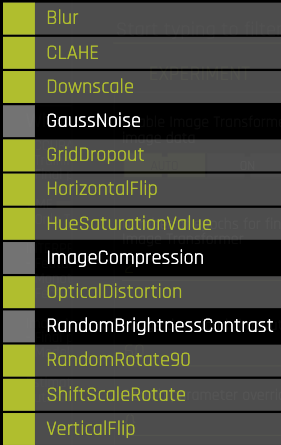 Blur
CLAHE
Downscale
GaussNoise
GridDropout
HorizontalFlip
HueSaturationValue
ImageCompression
OpticalDistortion
RandomBrightnessContrast
RandomRotate90
ShiftScaleRotate
VerticalFlip